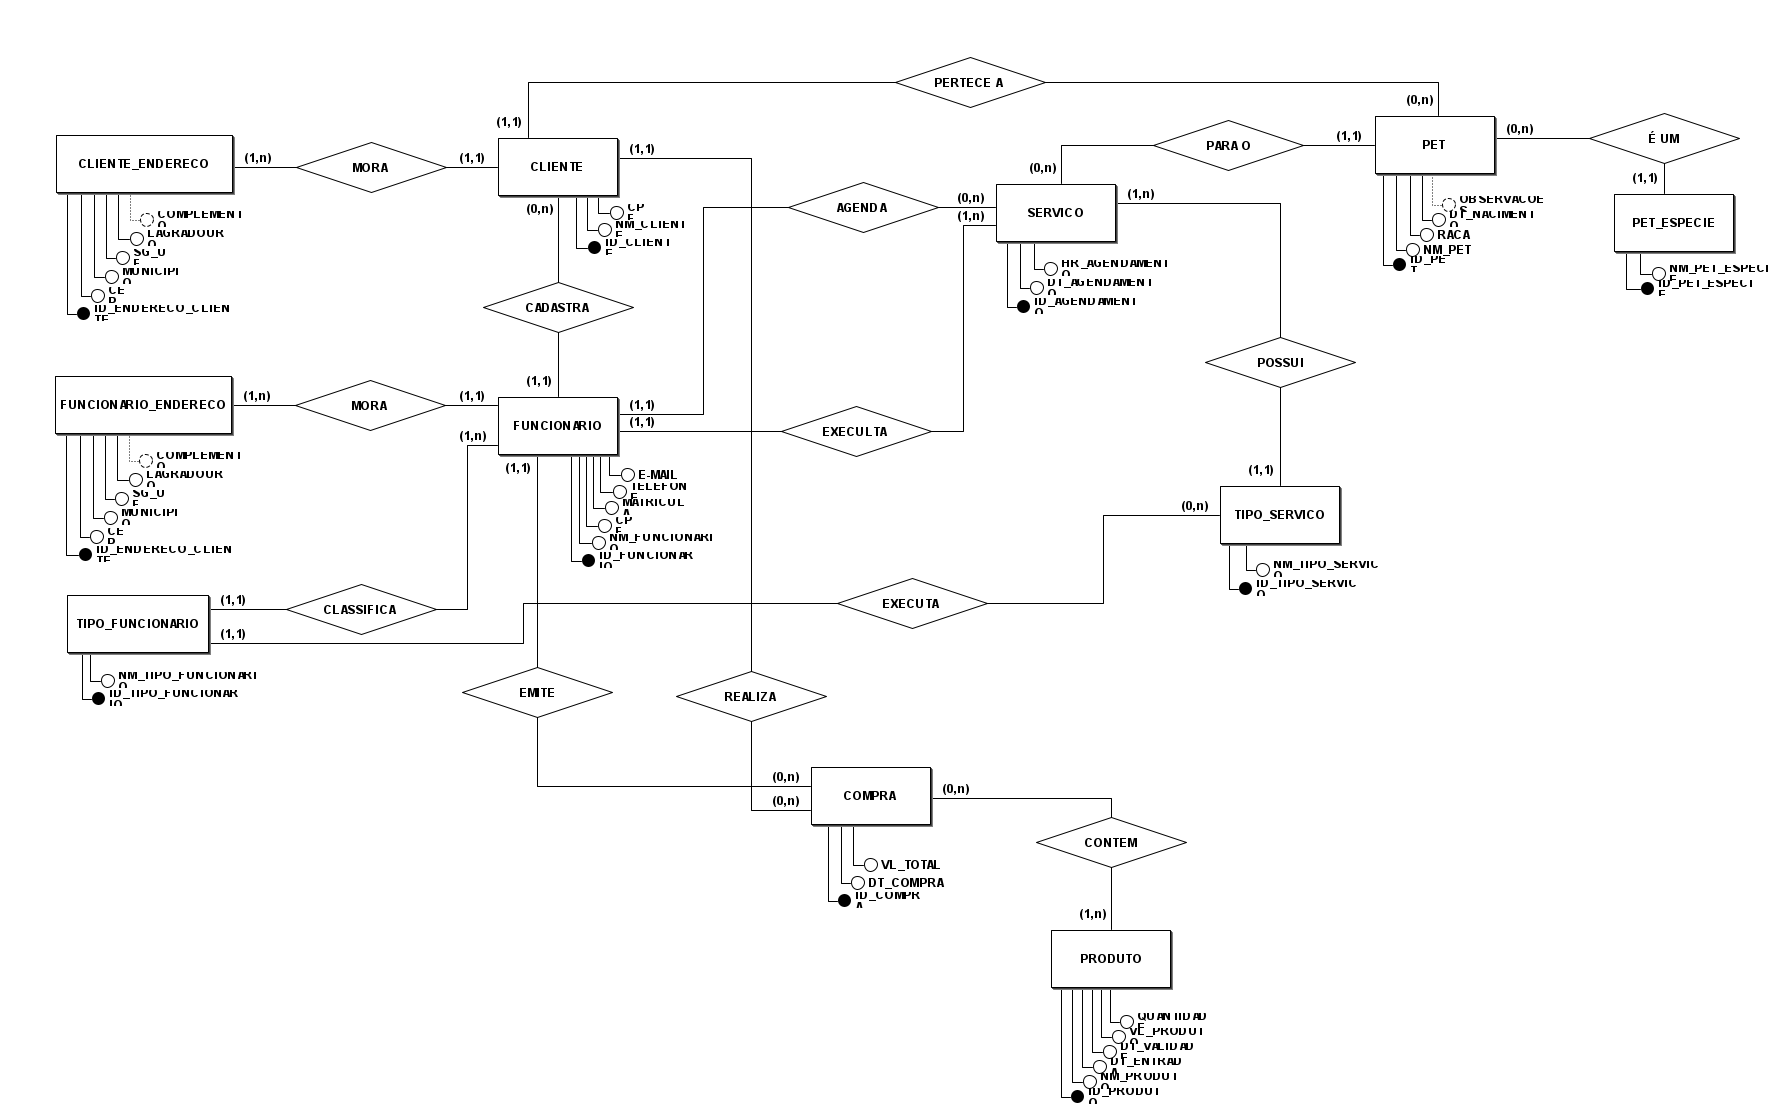 PERTECE A
(0,n)
(1,1)
CLIENTE_ENDERECO
(1,n)
MORA
(1,1)
CLIENTE
(1,1)
PARA O
(1,1)
PET
(0,n)
É UM
(0,n)
(1,1)
COMPLEMENTO
LAGRADOURO
SG_UF
MUNICIPIO
CEP
ID_ENDERECO_CLIENTE
(0,n)
CPF
NM_CLIENTE
ID_CLIENTE
AGENDA
(0,n)
(1,n)
SERVICO
(1,n)
HR_AGENDAMENTO
DT_AGENDAMENTO
ID_AGENDAMENTO
OBSERVACOES
DT_NACIMENTO
RACA
NM_PET
ID_PET
PET_ESPECIE
NM_PET_ESPECIE
ID_PET_ESPECIE
CADASTRA
POSSUI
(1,1)
FUNCIONARIO_ENDERECO
(1,n)
MORA
(1,1)
FUNCIONARIO
(1,1)
(1,1)
EXECULTA
(1,n)
(1,1)
COMPLEMENTO
LAGRADOURO
SG_UF
MUNICIPIO
CEP
ID_ENDERECO_CLIENTE
E-MAIL
TELEFONE
MATRICULA
CPF
NM_FUNCIONARIO
ID_FUNCIONARIO
(1,1)
(0,n)
TIPO_SERVICO
NM_TIPO_SERVICO
ID_TIPO_SERVICO
TIPO_FUNCIONARIO
(1,1)
CLASSIFICA
(1,1)
EXECUTA
NM_TIPO_FUNCIONARIO
ID_TIPO_FUNCIONARIO
EMITE
REALIZA
(0,n)
(0,n)
COMPRA
(0,n)
CONTEM
VL_TOTAL
DT_COMPRA
ID_COMPRA
(1,n)
PRODUTO
QUANTIDADE
VL_PRODUTO
DT_VALIDADE
DT_ENTRADA
NM_PRODUTO
ID_PRODUTO